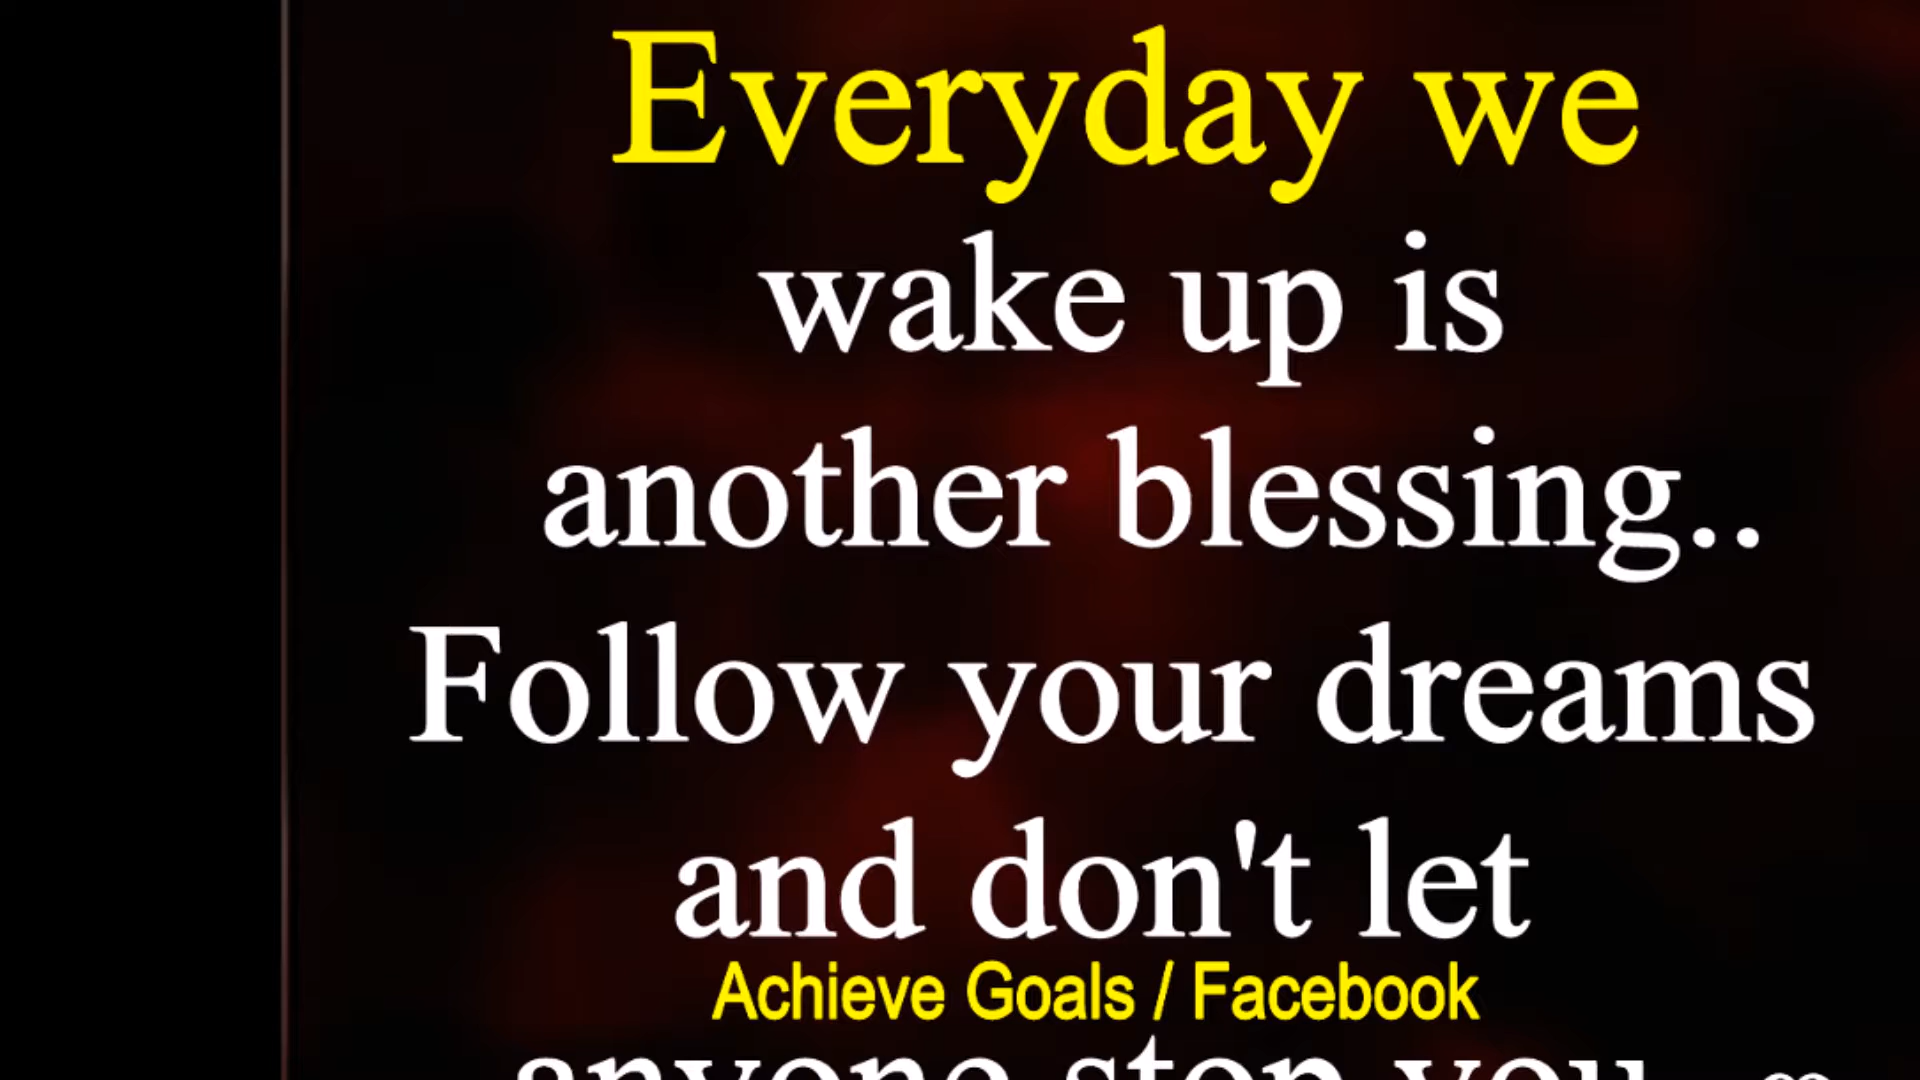 Everyday we
wake up is
another blessing..
Follow your dreams
and don't let
Achieve Goals / Facebook
anyone stop you